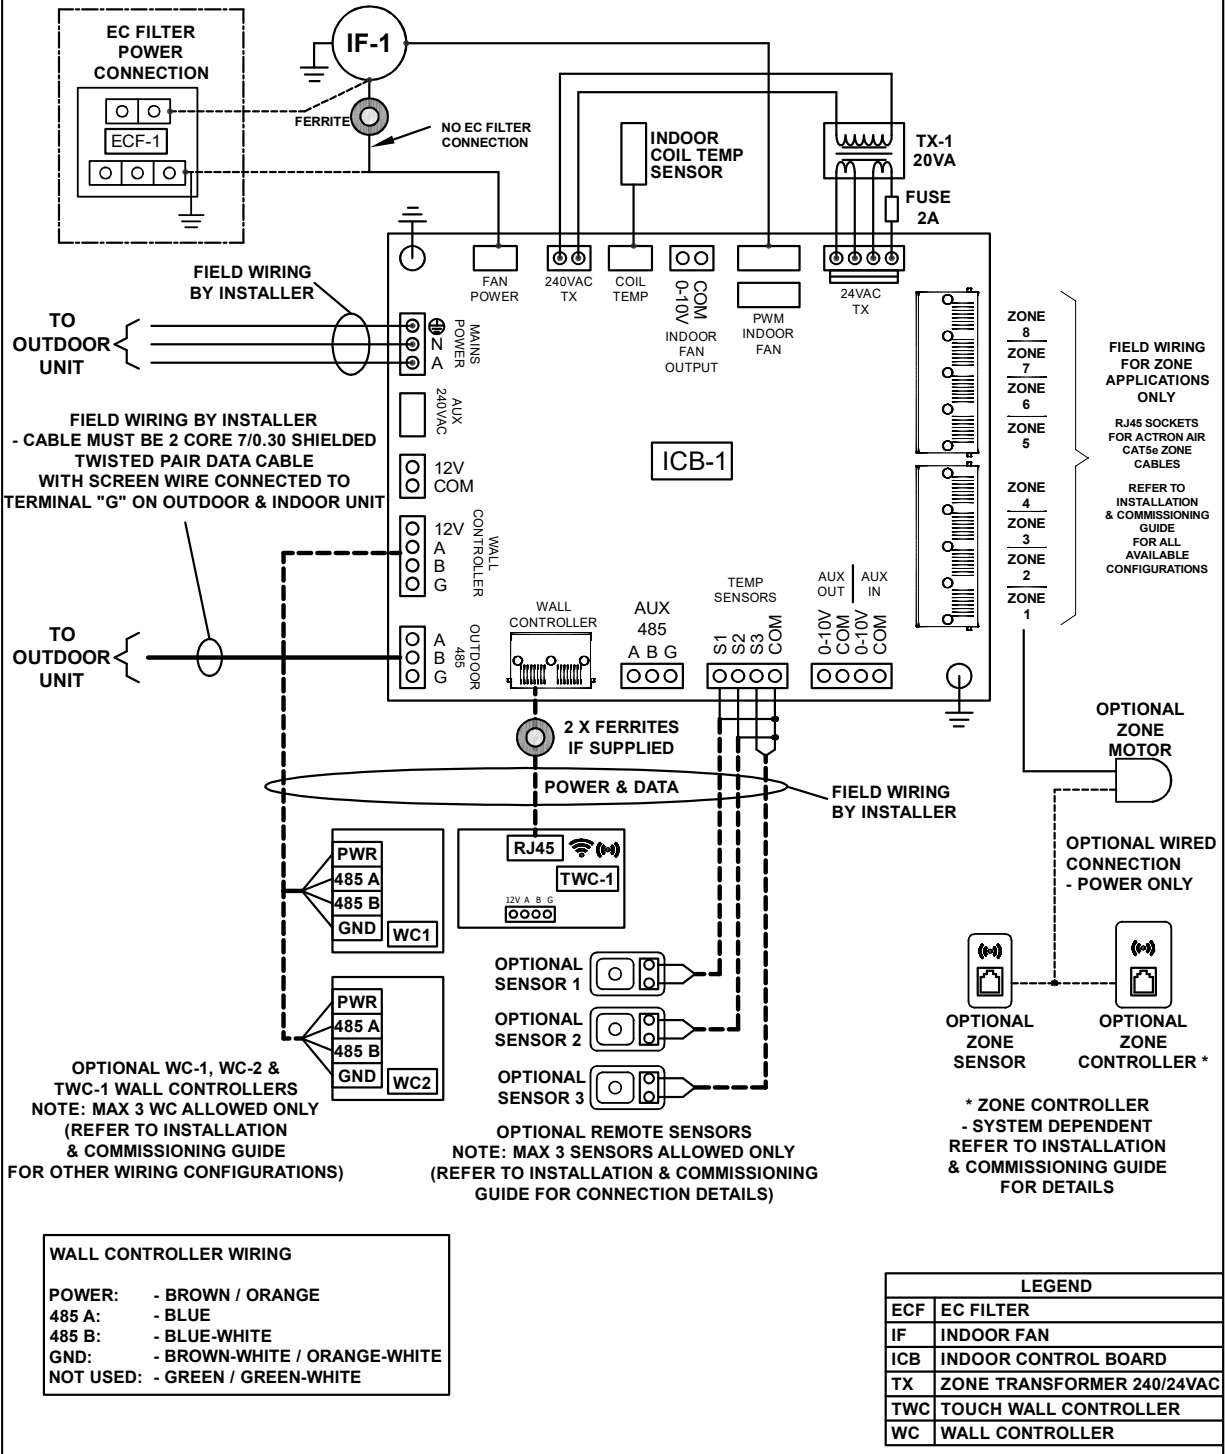 EC FILTER
POWER
CONNECTION
ECF-1
IF-1
FERRITE
NO EC FILTER
CONNECTION
INDOOR
COIL TEMP
SENSOR
TX-1
20VA
FUSE
2A
FIELD WIRING
BY INSTALLER
FAN
POWER
240VAC
TX
COIL
TEMP
COM
0-10V
INDOOR
FAN
OUTPUT
PWM
INDOOR
FAN
24VAC
TX
TO
OUTDOOR
UNIT
N
A
MAINS
POWER
AUX
240VAC
12V
COM
12V
A
B
G
WALL
CONTROLLER
ICB-1
ZONE
8
ZONE
7
ZONE
6
ZONE
5
ZONE
4
ZONE
3
ZONE
2
ZONE
1
FIELD WIRING
FOR ZONE
APPLICATIONS
ONLY
RJ45 SOCKETS
FOR ACTRON AIR
CAT5e ZONE
CABLES
REFER TO
INSTALLATION
& COMMISSIONING
GUIDE
FOR ALL
AVAILABLE
CONFIGURATIONS
FIELD WIRING BY INSTALLER
- CABLE MUST BE 2 CORE 7/0.30 SHIELDED
TWISTED PAIR DATA CABLE
WITH SCREEN WIRE CONNECTED TO
TERMINAL "G" ON OUTDOOR & INDOOR UNIT
TO
OUTDOOR
UNIT
A
B
G
OUTDOOR
485
WALL
CONTROLLER
AUX
485
A B G
TEMP
SENSORS
S1
S2
S3
COM
AUX
OUT
AUX
IN
0-10V
COM
0-10V
COM
2 X FERRITES
IF SUPPLIED
POWER & DATA
FIELD WIRING
BY INSTALLER
OPTIONAL
ZONE
MOTOR
OPTIONAL WIRED
CONNECTION
- POWER ONLY
PWR
485 A
485 B
GND
WC1
RJ45
TWC-1
12V A B G
PWR
485 A
485 B
GND
WC2
OPTIONAL
SENSOR 1
OPTIONAL
SENSOR 2
OPTIONAL
SENSOR 3
OPTIONAL
ZONE
SENSOR
OPTIONAL
ZONE
CONTROLLER *
OPTIONAL WC-1, WC-2 &
TWC-1 WALL CONTROLLERS
NOTE: MAX 3 WC ALLOWED ONLY
(REFER TO INSTALLATION
& COMMISSIONING GUIDE
FOR OTHER WIRING CONFIGURATIONS)
OPTIONAL REMOTE SENSORS
NOTE: MAX 3 SENSORS ALLOWED ONLY
(REFER TO INSTALLATION & COMMISSIONING
GUIDE FOR CONNECTION DETAILS)
* ZONE CONTROLLER
- SYSTEM DEPENDENT
REFER TO INSTALLATION
& COMMISSIONING GUIDE
FOR DETAILS
WALL CONTROLLER WIRING
POWER: - BROWN / ORANGE
485 A: - BLUE
485 B: - BLUE-WHITE
GND: - BROWN-WHITE / ORANGE-WHITE
NOT USED: - GREEN / GREEN-WHITE
LEGEND
ECF EC FILTER
IF INDOOR FAN
ICB INDOOR CONTROL BOARD
TX ZONE TRANSFORMER 240/24VAC
TWC TOUCH WALL CONTROLLER
WC WALL CONTROLLER